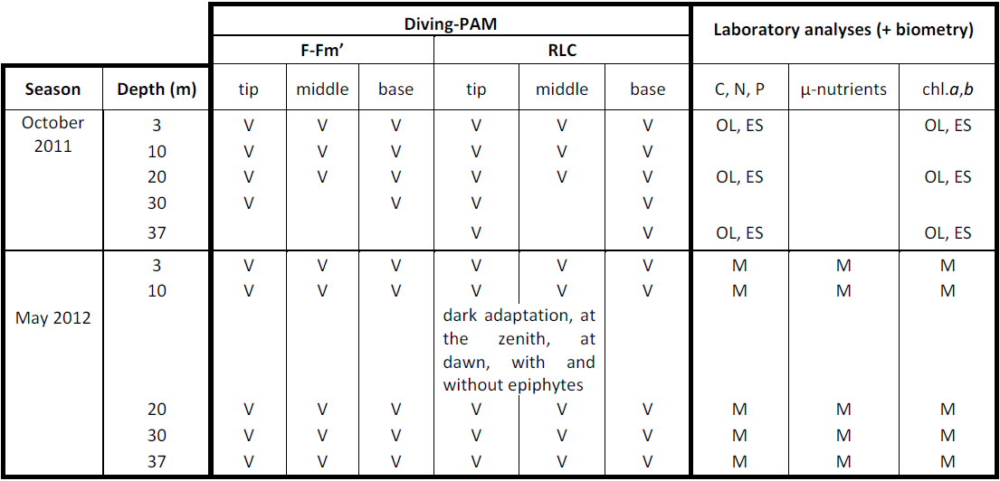 Diving-PAM Laboratory analyses (+ biometry)
F-Fm’ RLC
Season Depth (m) tip middle base tip middle base C, N, P µ-nutrients chl.a,b
October 3 V V V V V V OL, ES OL, ES
2011
10 V V V V V V
20 V V V V V V OL, ES OL, ES
30 V V V V
37 V V OL, ES OL, ES
3 V V V V V V M M M
10 V V V V V V M M M
May 2012 dark adaptation, at
the zenith, at
dawn, with and
without epiphytes
20 V V V V V V M M M
30 V V V V V V M M M
37 V V V V V V M M M